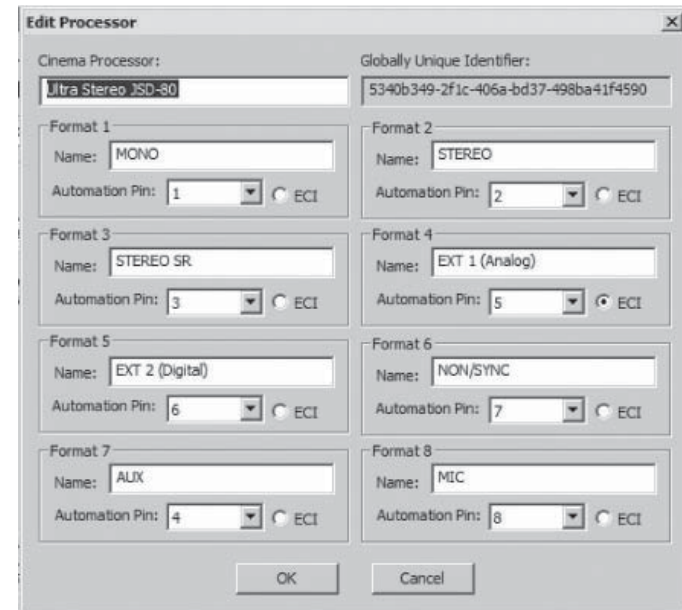 Edit Processor
Cinema Processor:
Ultra Stereo JSD-80
Globally Unique Identifier:
5340b349-2f1c-406a-bd37-498ba41f4590
Format 1
Name: MONO
Automation Pin: 1 ECI
Format 2
Name: STEREO
Automation Pin: 2 ECI
Format 3
Name: STEREO SR
Automation Pin: 3 ECI
Format 4
Name: EXT 1 (Analog)
Automation Pin: 5 ECI
Format 5
Name: EXT 2 (Digital)
Automation Pin: 6 ECI
Format 6
Name: NON/SYNC
Automation Pin: 7 ECI
Format 7
Name: AUX
Automation Pin: 4 ECI
Format 8
Name: MIC
Automation Pin: 8 ECI
OK
Cancel